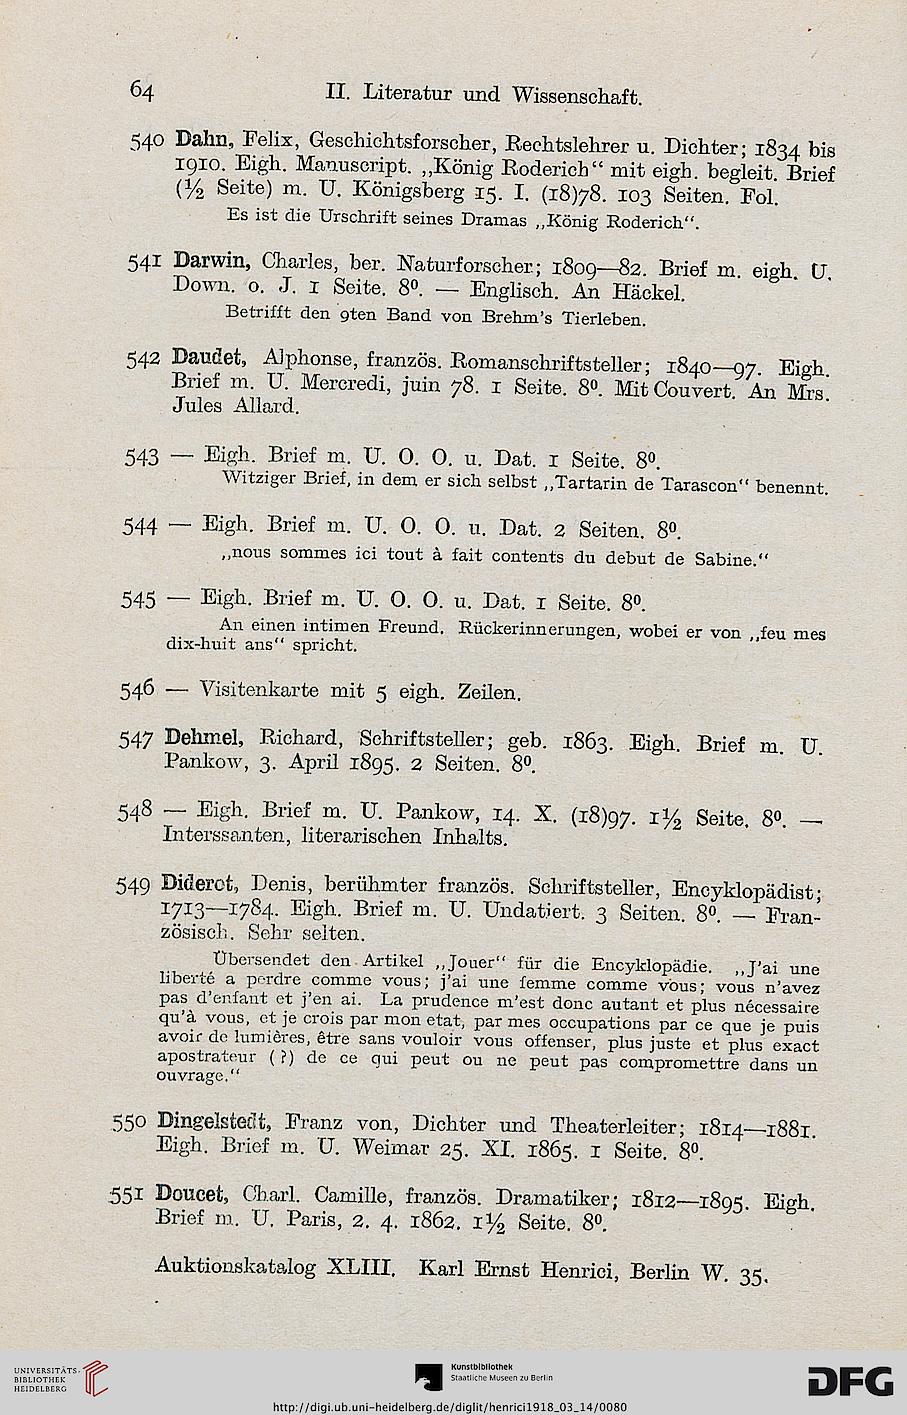 64 II. Literatur und Wissenschaft.
540 Dahn, Felix, Geschichtsforscher, Rechtslehrer u. Dichter; 1834 bis
1910. Eigh. Manuscript. „König Roderich“ mit eigh. begleit. Brief
(½ Seite) m. U. Königsberg 15. I. (18)78. 103 Seiten. Fol.
Es ist die Urschrift seines Dramas „König Roderich“.
541 Darwin, Charles, ber. Naturforscher; 1809—82. Brief m. eigh. U.
Down. o. J. 1 Seite. 8⁰. — Englisch. An Häckel.
Betrifft den 9ten Band von Brehm's Tierleben.
542 Daudet, Alphonse, französ. Romanschriftsteller; 1840—97. Eigh.
Brief m. U. Mercredi, juin 78. 1 Seite. 8⁰. Mit Couvert. An Mrs.
Jules Allard.
543 — Eigh. Brief m. U. O. O. u. Dat. 1 Seite. 8⁰.
Witziger Brief, in dem er sich selbst „Tartarin de Tarascon“ benennt.
544 — Eigh. Brief m. U. O. O. u. Dat. 2 Seiten. 8⁰.
„nous sommes ici tout à fait contents du debut de Sabine.“
545 — Eigh. Brief m. U. O. O. u. Dat. 1 Seite. 8⁰.
An einen intimen Freund. Rückerinnerungen, wobei er von „feu mes
dix-huit ans“ spricht.
546 — Visitenkarte mit 5 eigh. Zeilen.
547 Dehmel, Richard, Schriftsteller; geb. 1863. Eigh. Brief m. U.
Pankow, 3. April 1895. 2 Seiten. 8⁰.
548 — Eigh. Brief m. U. Pankow, 14. X. (18)97. 1½ Seite. 8⁰. —
Interssanten, literarischen Inhalts.
549 Diderot, Denis, berühmter französ. Schriftsteller, Encyklopädist;
1713—1784. Eigh. Brief m. U. Undatiert. 3 Seiten. 8⁰. — Fran-
zösisch. Sehr selten.
Übersendet den Artikel „Jouer“ für die Encyklopädie. „J'ai une
liberté a perdre comme vous; j'ai une femme comme vous; vous n'avez
pas d'enfant et j'en ai. La prudence m'est donc autant et plus nécessaire
qu'à vous, et je crois par mon etat, par mes occupations par ce que je puis
avoir de lumières, être sans vouloir vous offenser, plus juste et plus exact
apostrateur (?) de ce qui peut ou ne peut pas compromettre dans un
ouvrage.“
550 Dingelstedt, Franz von, Dichter und Theaterleiter; 1814—1881.
Eigh. Brief m. U. Weimar 25. XI. 1865. 1 Seite. 8⁰.
551 Doucet, Charl. Camille, französ. Dramatiker; 1812—1895. Eigh.
Brief m. U. Paris, 2. 4. 1862. 1½ Seite. 8⁰.
Auktionskatalog XLIII. Karl Ernst Henrici, Berlin W. 35.
UNIVERSITÄTS-
BIBLIOTHEK
HEIDELBERG
Kunstbibliothek
Staatliche Museen zu Berlin
DFG
http://digi.ub.uni-heidelberg.de/diglit/henrici1918_03_14/0080